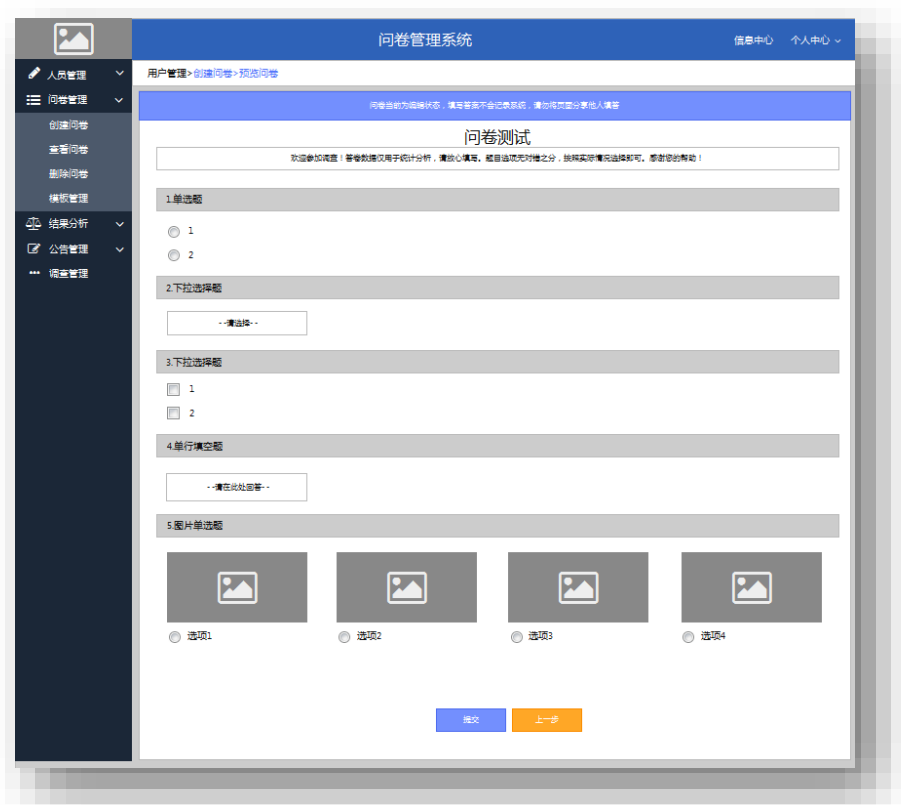 问卷管理系统
信息中心 个人中心
人员管理
用户管理>创建问卷>预览问卷
问卷管理
问卷当前为编辑状态，填写答案不会记录系统，请勿将页面分享他人填答
创建问卷
问卷测试
查看问卷
欢迎参加调查！答卷数据仅用于统计分析，请放心填写。题目选项无对错之分，按照实际情况选择即可。感谢您的帮助！
删除问卷
模板管理
1.单选题
结果分析
1
公告管理
2
调查管理
2.下拉选择题
--请选择--
3.下拉选择题
1
2
4.单行填空题
--请在此处回答--
5.图片单选题
选项1 选项2 选项3 选项4
提交 上一步